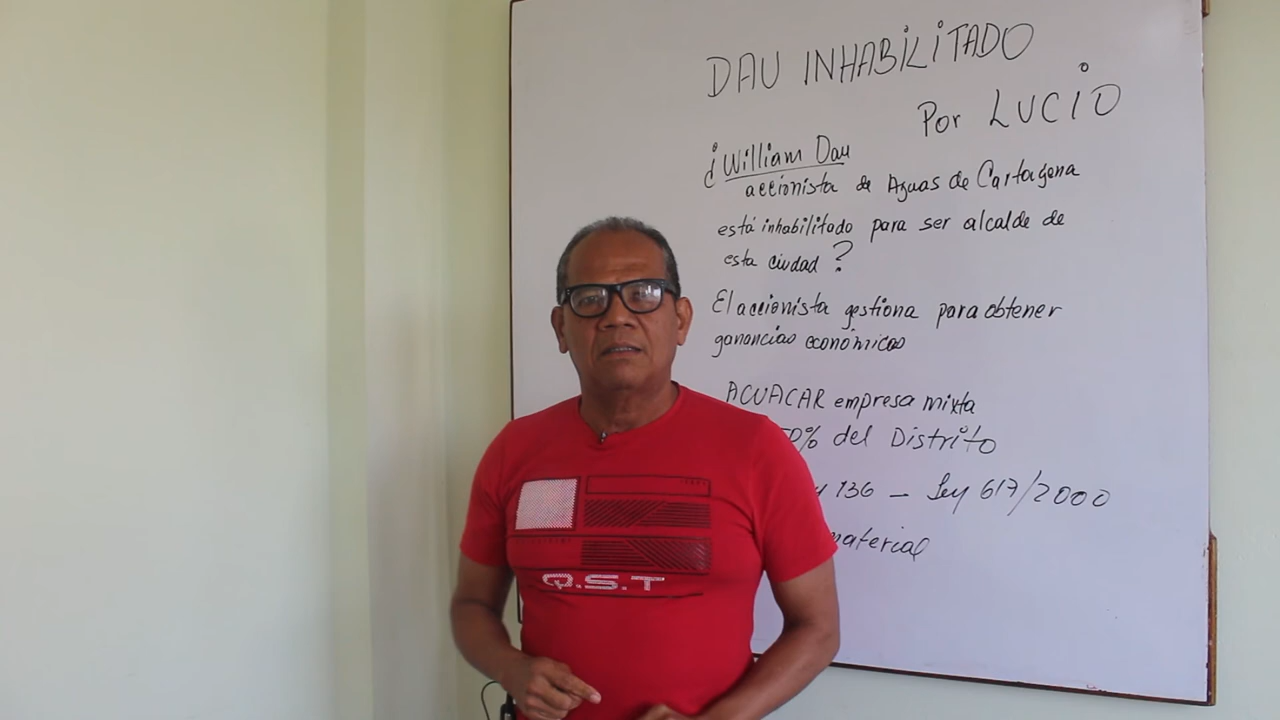 DAU INHABILITADO
Por LUCIO
¿William Dau
accionista de Aguas de Cartagena
está inhabilitado para ser alcalde de
esta ciudad?
El accionista gestiona para obtener
ganancias económicas
ACUACAR empresa mixta
50% del Distrito
136 - Ley 617/2000
material
Q.S.T